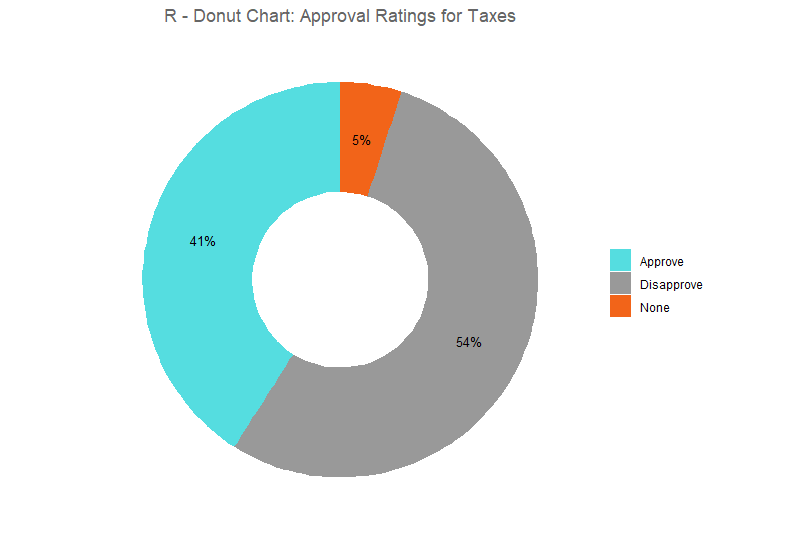 R - Donut Chart: Approval Ratings for Taxes
5%
41%
54%
Approve
Disapprove
None